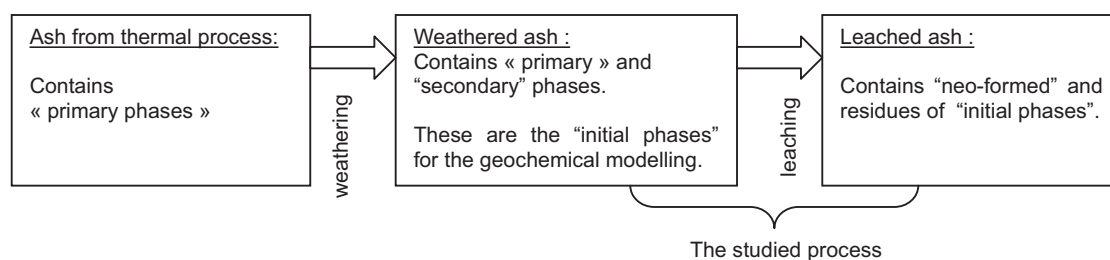 Ash from thermal process:
Contains
« primary phases »
weathering
Weathered ash :
Contains « primary » and
“secondary” phases.
These are the “initial phases”
for the geochemical modelling.
leaching
Leached ash :
Contains “neo-formed” and
residues of “initial phases”.
The studied process